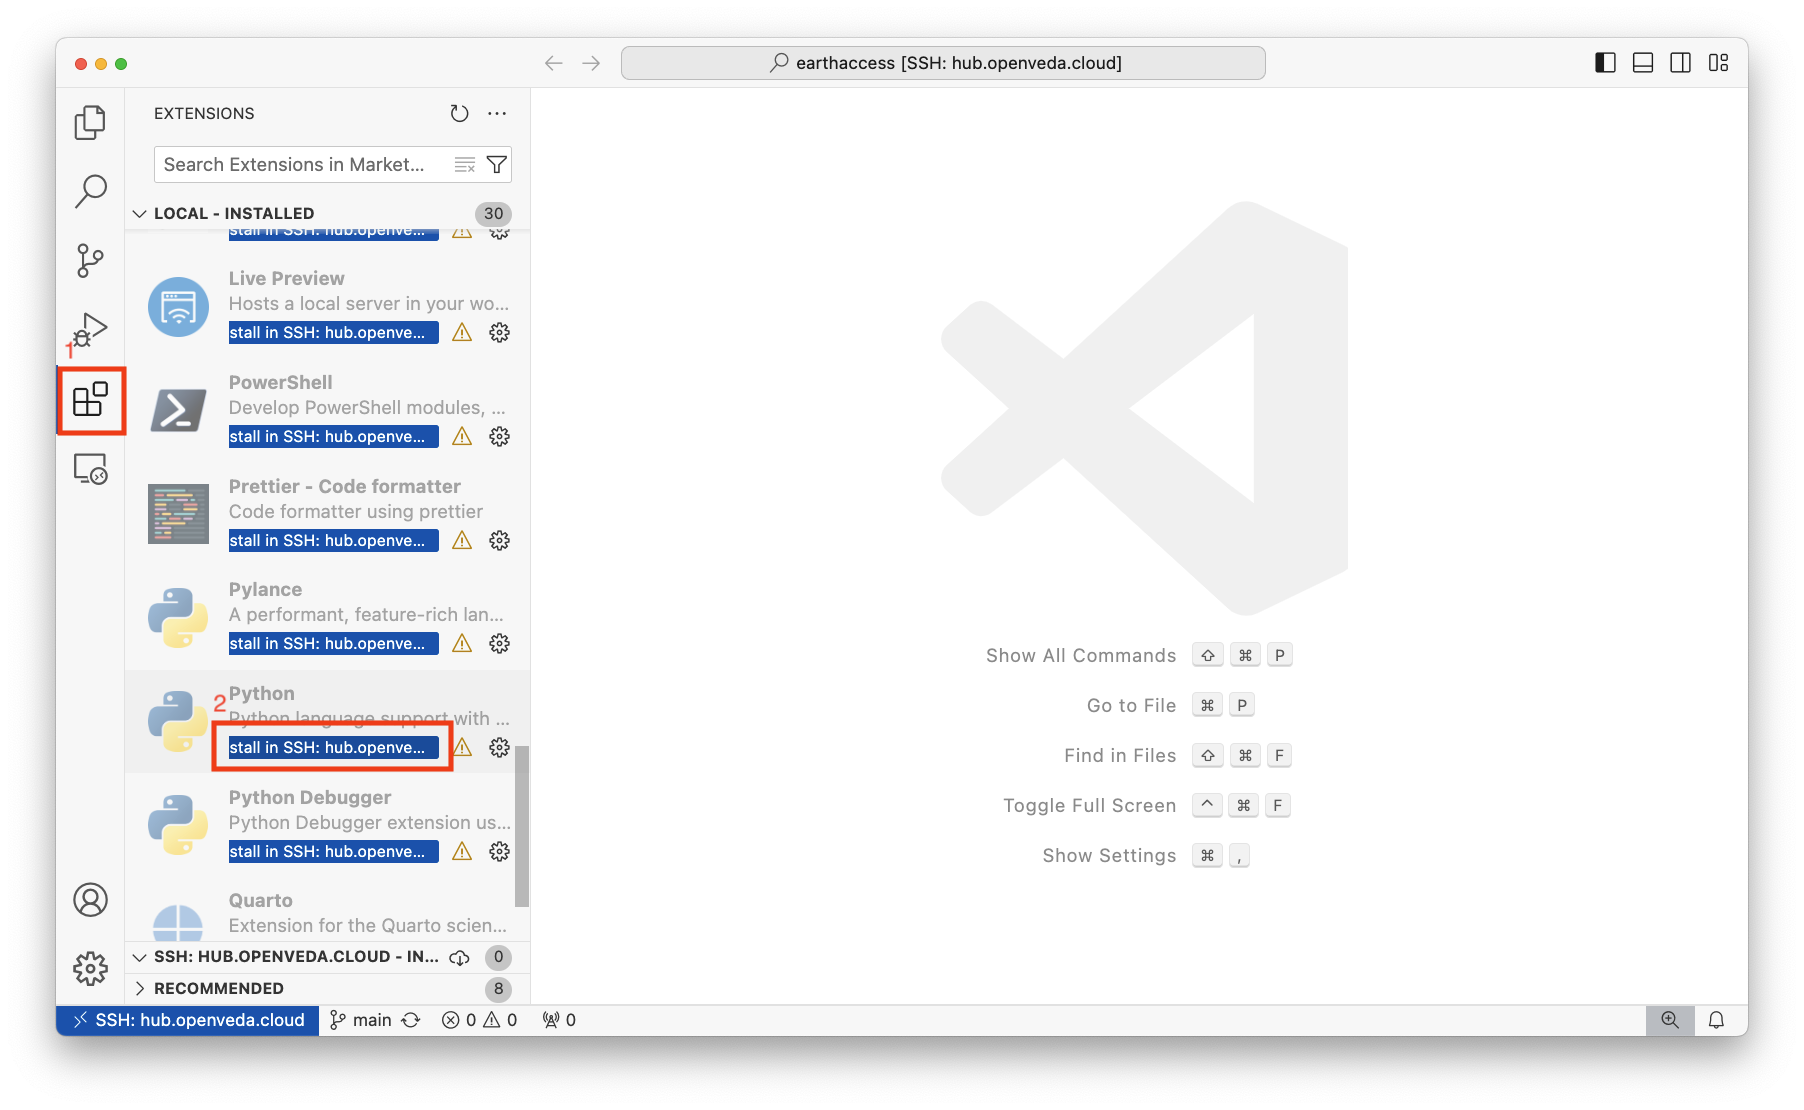 earthaccess [SSH: hub.openveda.cloud]
EXTENSIONS
Search Extensions in Market...
LOCAL - INSTALLED 30
stall in SSH: hub.openve...
Live Preview
Hosts a local server in your wo...
stall in SSH: hub.openve...
1
PowerShell
Develop PowerShell modules, ...
stall in SSH: hub.openve...
Prettier - Code formatter
Code formatter using prettier
stall in SSH: hub.openve...
Pylance
A performant, feature-rich lan...
stall in SSH: hub.openve...
2
Python
Python language support with ...
stall in SSH: hub.openve...
Python Debugger
Python Debugger extension us...
stall in SSH: hub.openve...
Quarto
Extension for the Quarto scien...
SSH: HUB.OPENVEDA.CLOUD - IN... 0
RECOMMENDED 8
Show All Commands ⇧ ⌘ P
Go to File ⌘ P
Find in Files ⇧ ⌘ F
Toggle Full Screen ^ ⌘ F
Show Settings ⌘ ,
SSH: hub.openveda.cloud main 0 0 0